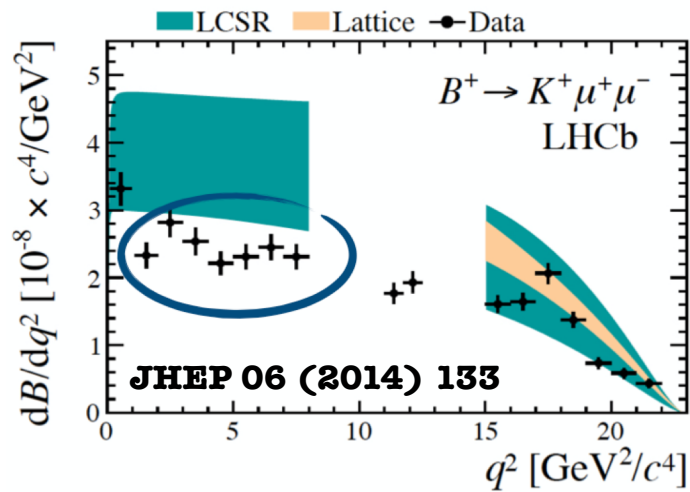 LCSR Lattice Data
B⁺ → K⁺μ⁺μ⁻
LHCb
dB/dq² [10⁻⁸ × c⁴/GeV²]
5
4
3
2
1
0
JHEP 06 (2014) 133
0 5 10 15 20
q² [GeV²/c⁴]